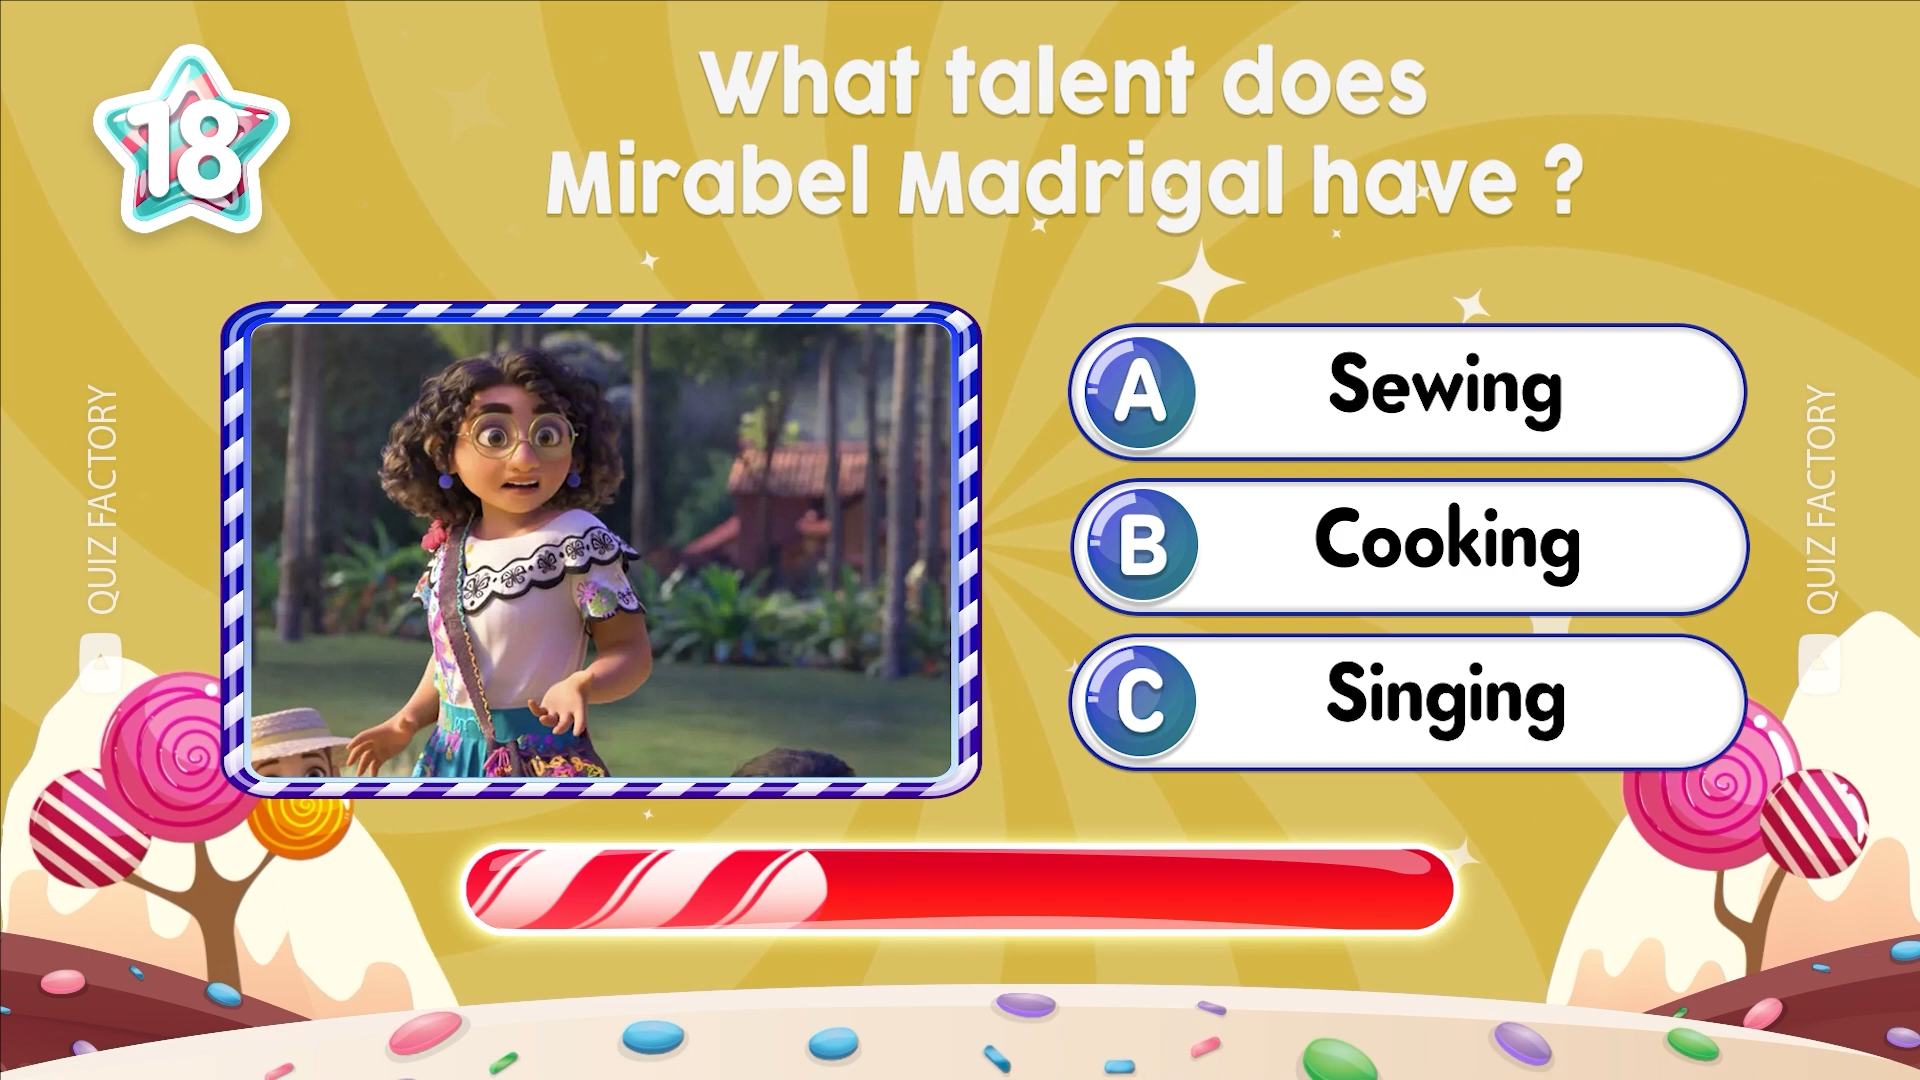 18
What talent does
Mirabel Madrigal have ?
A Sewing
B Cooking
C Singing
QUIZ FACTORY
QUIZ FACTORY